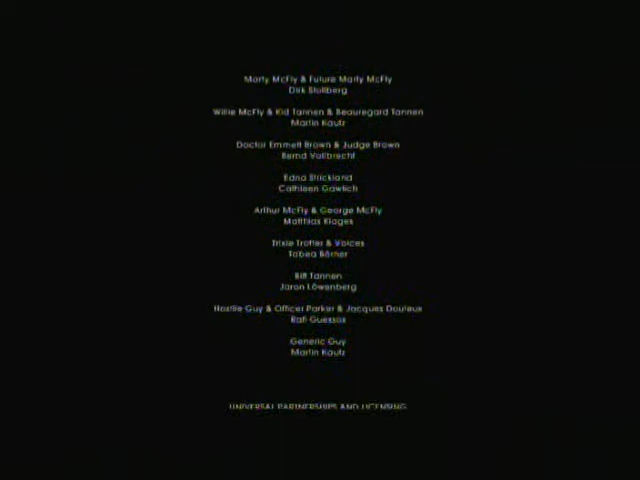 Marty McFly & Future Marty McFly
Dirk Stollberg
Willie McFly & Kid Tannen & Beauregard Tannen
Martin Kautz
Doctor Emmett Brown & Judge Brown
Bernd Vollbrecht
Edna Strickland
Cathleen Gawlich
Arthur McFly & George McFly
Matthias Klages
Trixie Trotter & Voices
Tabea Börner
Biff Tannen
Jaron Löwenberg
Hostile Guy & Officer Parker & Jacques Douteux
Rafi Guessos
Generic Guy
Martin Kautz
UNIVERSAL PARTNERSHIPS AND LICENSING